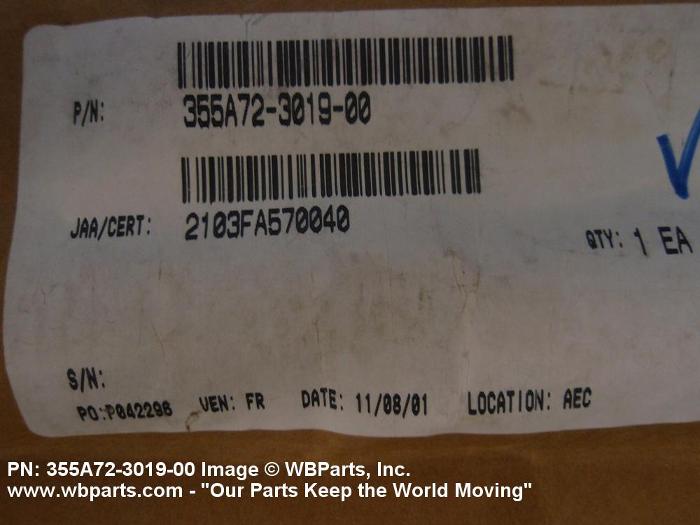 P/N: 355A72-3019-00
JAA/CERT: 2103FA570040
QTY: 1 EA
S/N:
PO:P042296 VEN: FR DATE: 11/08/01 LOCATION: AEC
PN: 355A72-3019-00 Image © WBParts, Inc.
www.wbparts.com - "Our Parts Keep the World Moving"